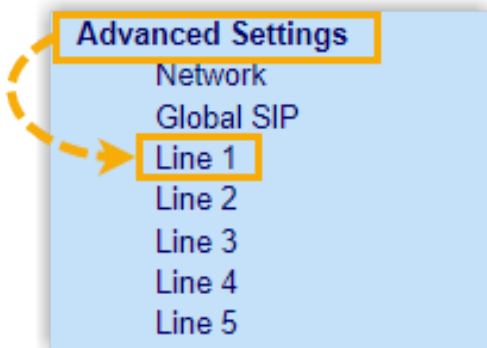 Advanced Settings
Network
Global SIP
Line 1
Line 2
Line 3
Line 4
Line 5